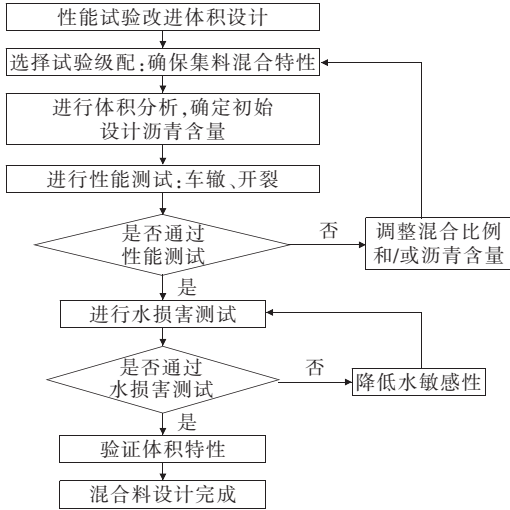 性能试验改进体积设计
选择试验级配:确保集料混合特性
进行体积分析,确定初始
设计沥青含量
进行性能测试:车辙、开裂
是否通过
性能测试
否
调整混合比例
和/或沥青含量
是
进行水损害测试
是否通过
水损害测试
否
降低水敏感性
是
验证体积特性
混合料设计完成